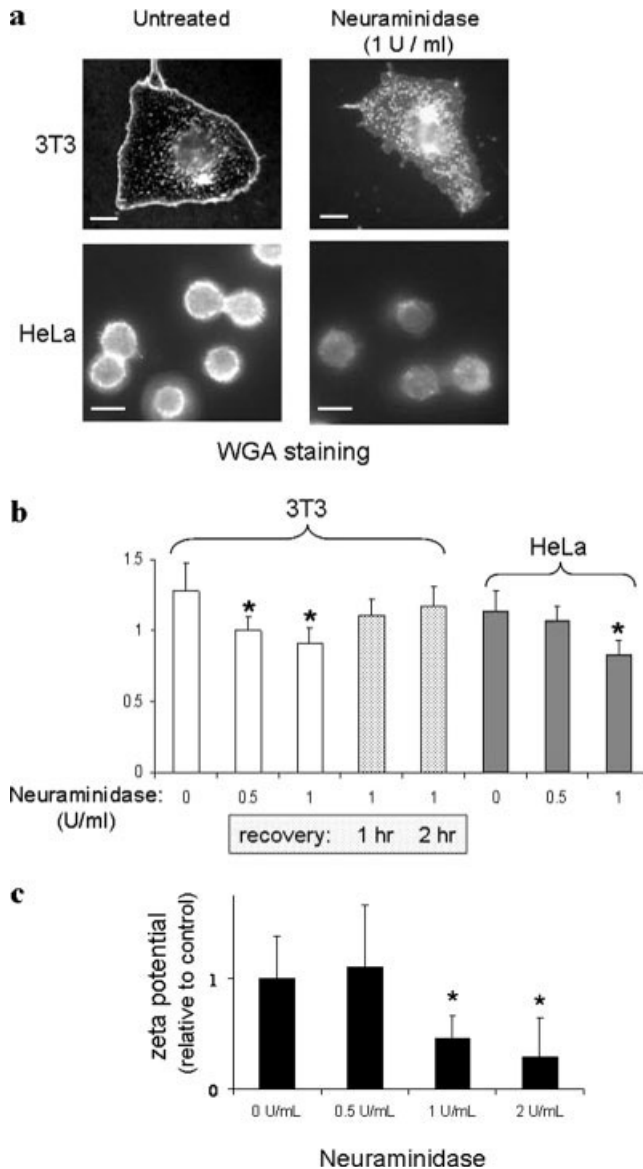 a
Untreated
Neuraminidase
(1 U / ml)
3T3
HeLa
WGA staining
b
3T3
HeLa
1.5
1
0.5
0
Neuraminidase:
(U/ml)
0 0.5 1 1 1 0 0.5 1
recovery: 1 hr 2 hr
c
zeta potential
(relative to control)
1
0
* *
0 U/mL 0.5 U/mL 1 U/mL 2 U/mL
Neuraminidase